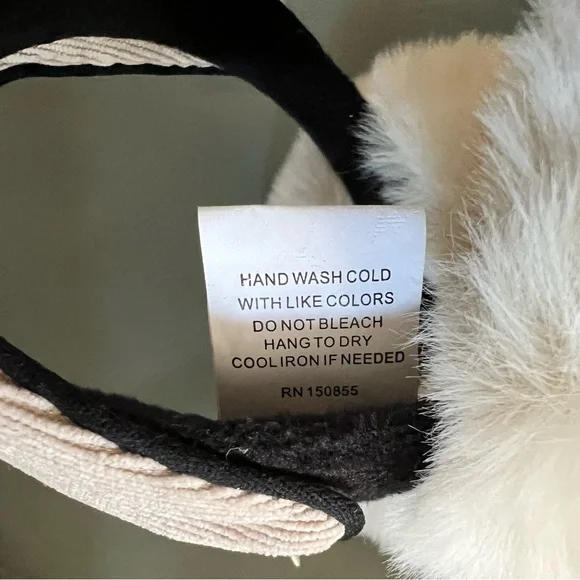 HAND WASH COLD
WITH LIKE COLORS
DO NOT BLEACH
HANG TO DRY
COOL IRON IF NEEDED
RN 150855